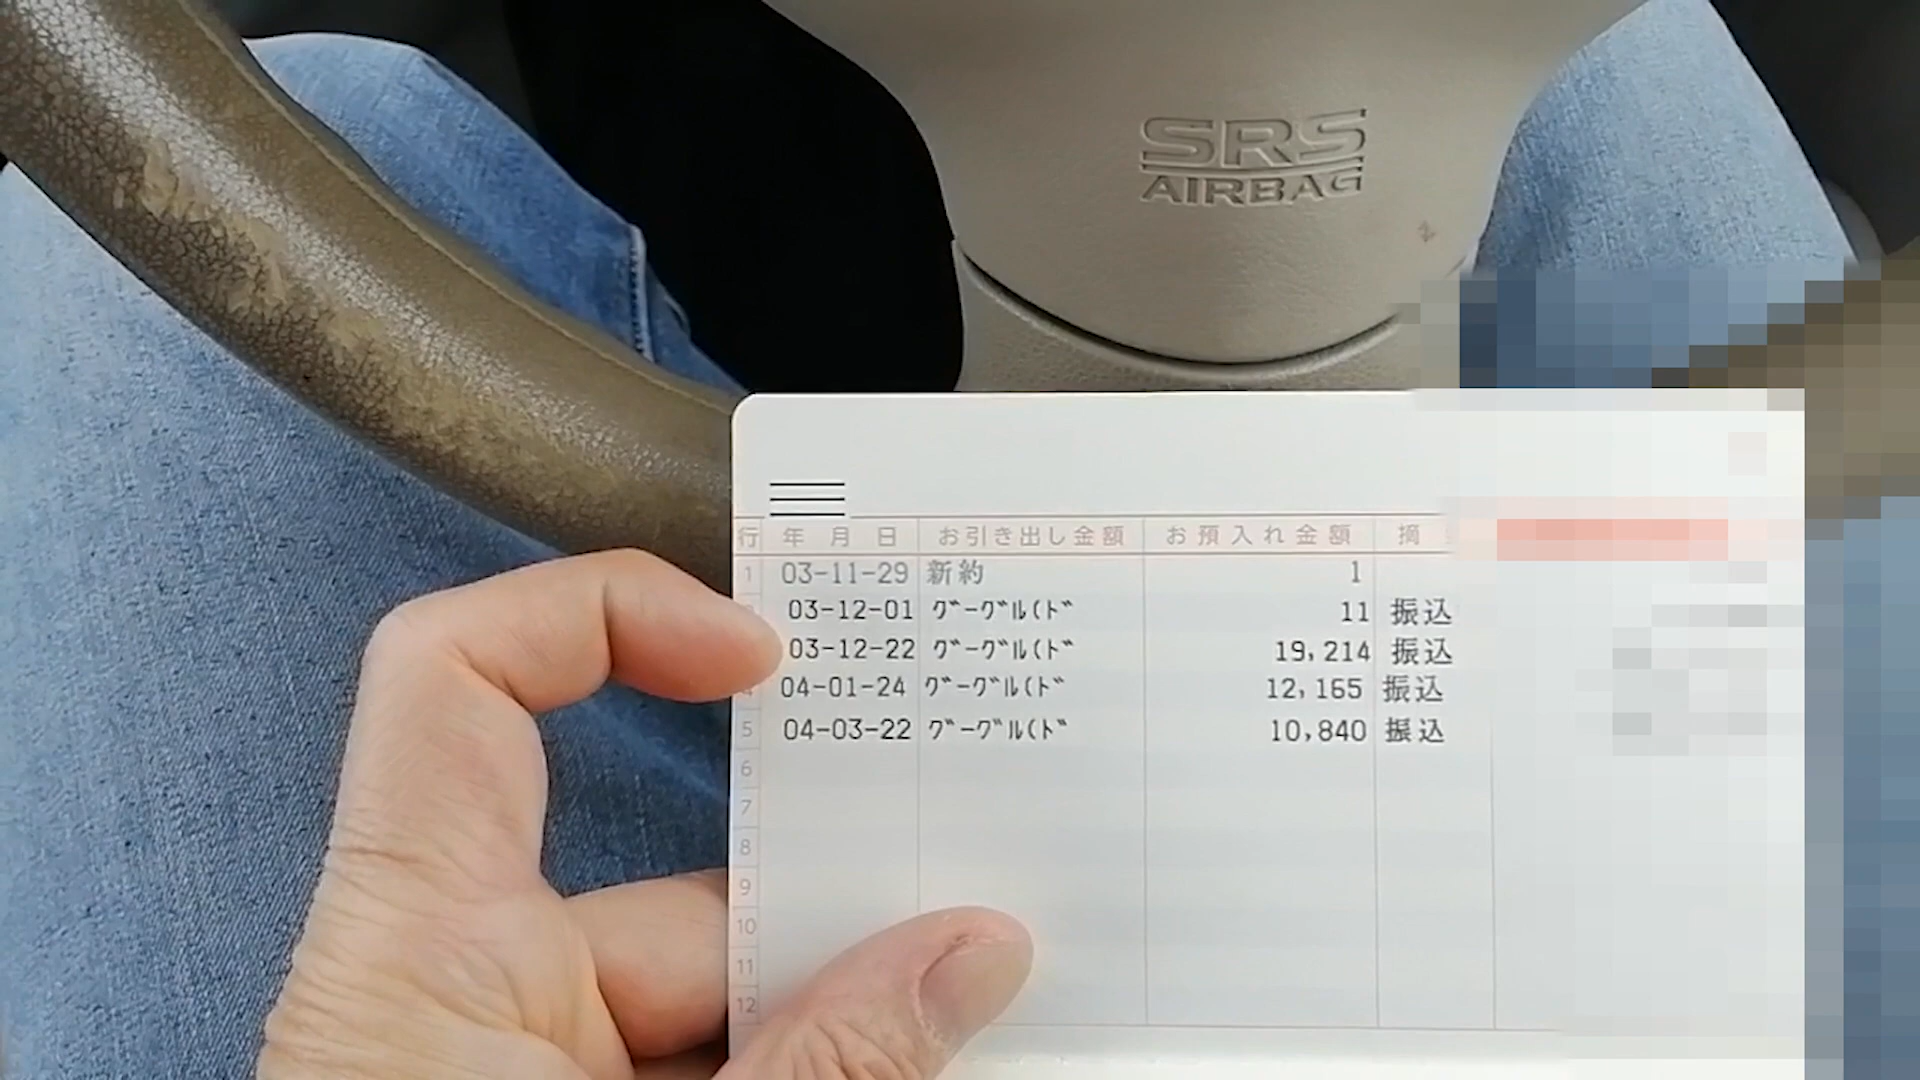 SRS
AIRBAG
行 年 月 日 お引き出し金額 お預入れ金額 摘
1 03-11-29 新約 1
03-12-01 グーグル(ド 11 振込
03-12-22 グーグル(ド 19,214 振込
4 04-01-24 グーグル(ド 12,165 振込
5 04-03-22 グーグル(ド 10,840 振込
6
7
8
9
10
11
12